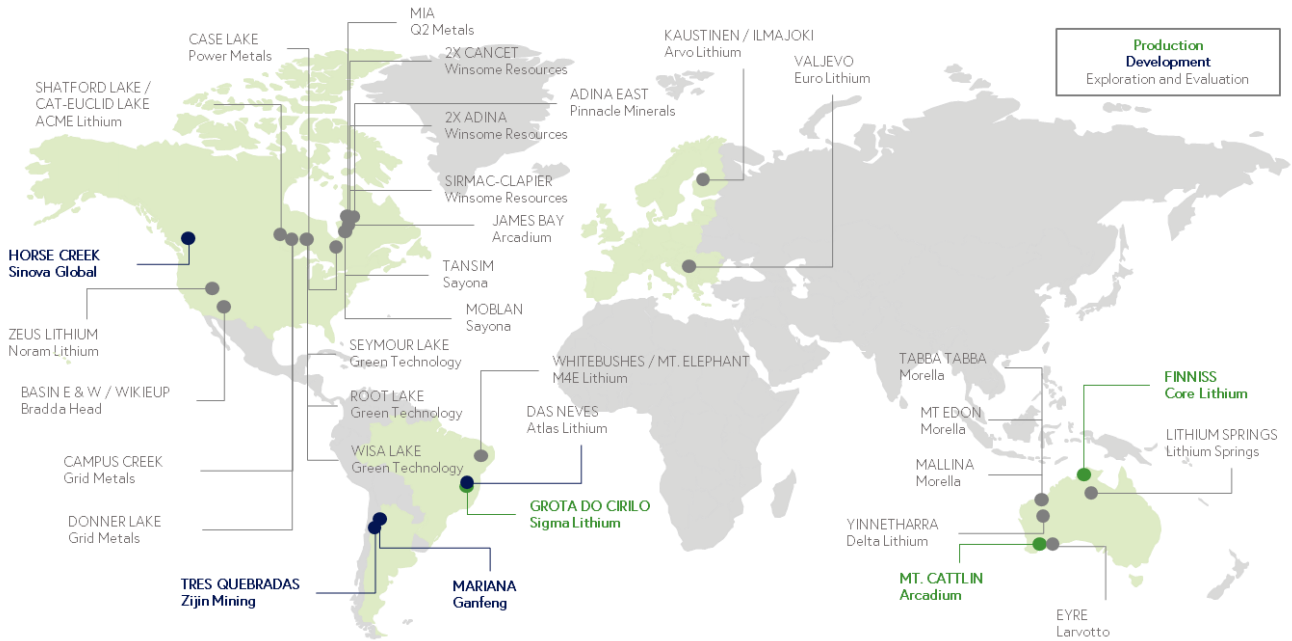 MIA
Q2 Metals
CASE LAKE
Power Metals
2X CANCET
Winsome Resources
KAUSTINEN / ILMAJOKI
Arvo Lithium
VALJEVO
Euro Lithium
Production
Development
Exploration and Evaluation
SHATFORD LAKE /
CAT-EUCLID LAKE
ACME Lithium
ADINA EAST
Pinnacle Minerals
2X ADINA
Winsome Resources
SIRMAC-CLAPIER
Winsome Resources
JAMES BAY
Arcadium
HORSE CREEK
Sinova Global
TANSIM
Sayona
MOBLAN
Sayona
ZEUS LITHIUM
Noram Lithium
SEYMOUR LAKE
Green Technology
WHITEBUSHES / MT. ELEPHANT
M4E Lithium
TABBA TABBA
Morella
FINNISS
Core Lithium
BASIN E & W / WIKIEUP
Bradda Head
ROOT LAKE
Green Technology
DAS NEVES
Atlas Lithium
MT EDON
Morella
LITHIUM SPRINGS
Lithium Springs
CAMPUS CREEK
Grid Metals
WISA LAKE
Green Technology
MALLINA
Morella
DONNER LAKE
Grid Metals
GROTA DO CIRILO
Sigma Lithium
YINNETHARRA
Delta Lithium
TRES QUEBRADAS
Zijin Mining
MARIANA
Ganfeng
MT. CATTLIN
Arcadium
EYRE
Larvotto